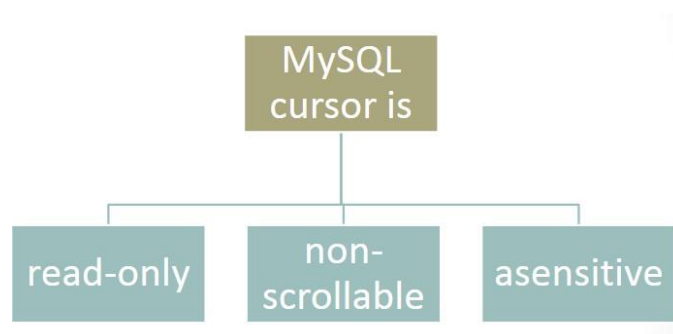 MySQL
cursor is
read-only
non-
scrollable
asensitive